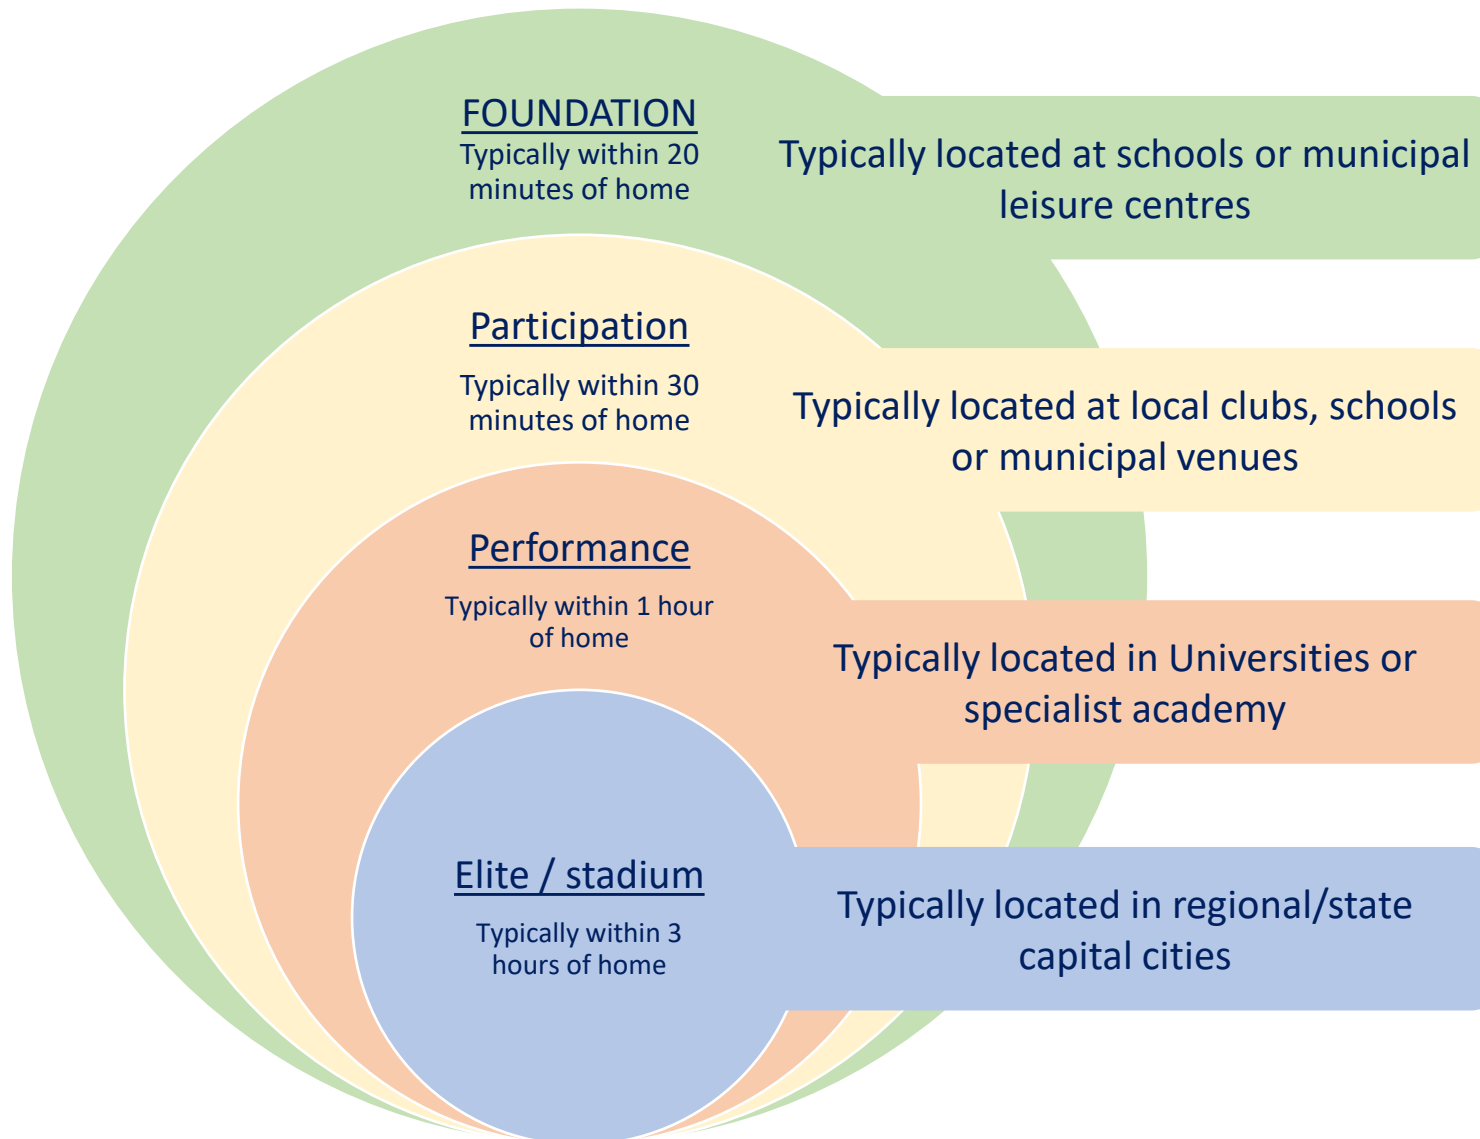 FOUNDATION
Typically within 20
minutes of home
Typically located at schools or municipal
leisure centres
Participation
Typically within 30
minutes of home
Typically located at local clubs, schools
or municipal venues
Performance
Typically within 1 hour
of home
Typically located in Universities or
specialist academy
Elite / stadium
Typically within 3
hours of home
Typically located in regional/state
capital cities